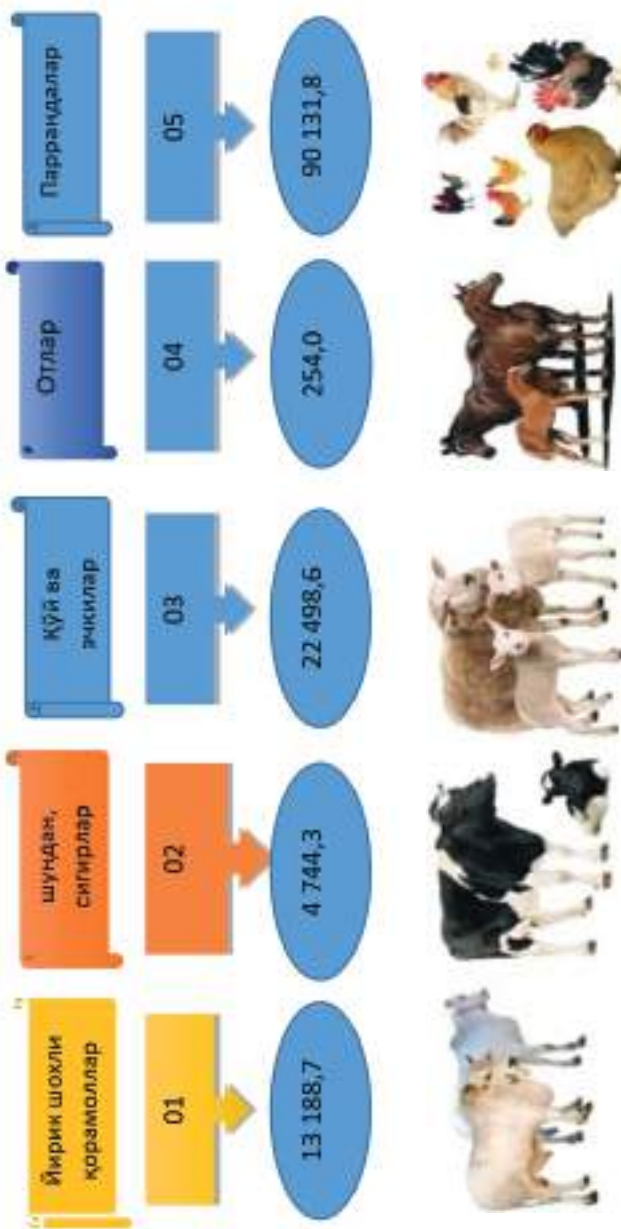 Йирик шохли
қорамоллар
01
13 188,7
шундан,
сигирлар
02
4 744,3
Қўй ва
эчкилар
03
22 498,6
Отлар
04
254,0
Паррандалар
05
90 131,8